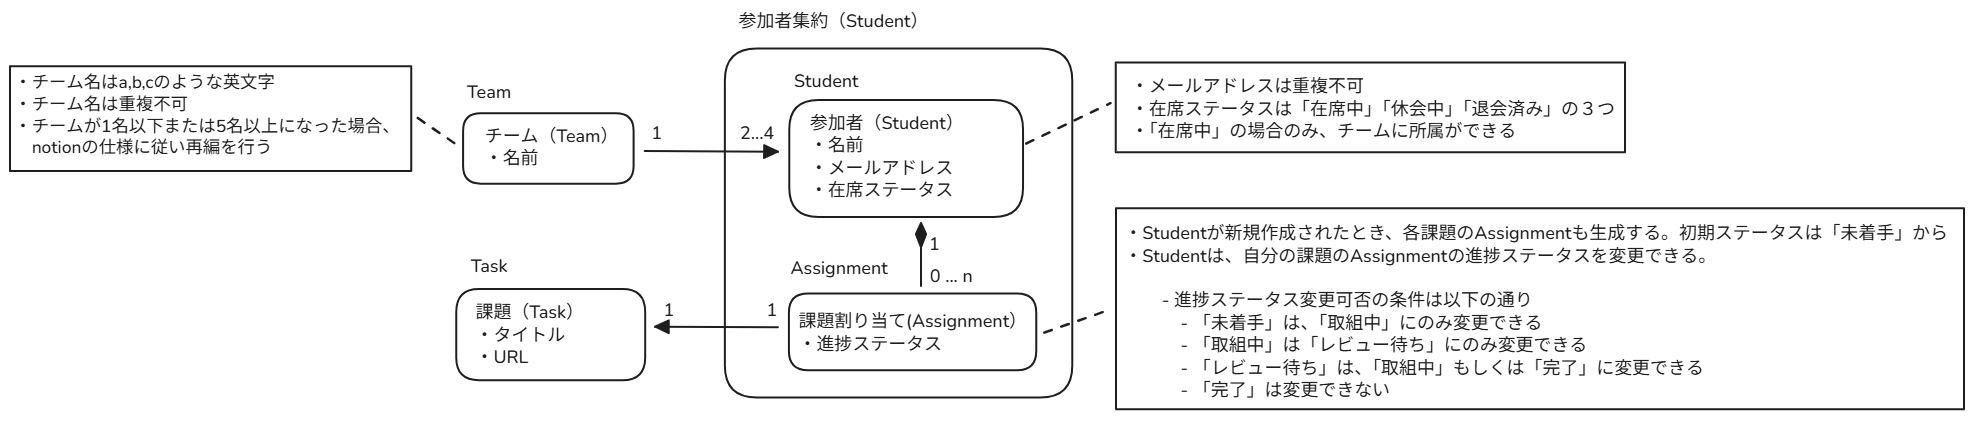 参加者集約（Student）
・チーム名はa,b,cのような英文字
・チーム名は重複不可
・チームが1名以下または5名以上になった場合、
notionの仕様に従い再編を行う
Team
チーム（Team）
・名前
1
2...4
Student
参加者（Student）
・名前
・メールアドレス
・在席ステータス
・メールアドレスは重複不可
・在席ステータスは「在席中」「休会中」「退会済み」の３つ
・「在席中」の場合のみ、チームに所属ができる
1
0 ... n
Task
課題（Task）
・タイトル
・URL
1
1
Assignment
課題割り当て(Assignment）
・進捗ステータス
・Studentが新規作成されたとき、各課題のAssignmentも生成する。初期ステータスは「未着手」から
・Studentは、自分の課題のAssignmentの進捗ステータスを変更できる。
- 進捗ステータス変更可否の条件は以下の通り
- 「未着手」は、「取組中」にのみ変更できる
- 「取組中」は「レビュー待ち」にのみ変更できる
- 「レビュー待ち」は、「取組中」もしくは「完了」に変更できる
- 「完了」は変更できない